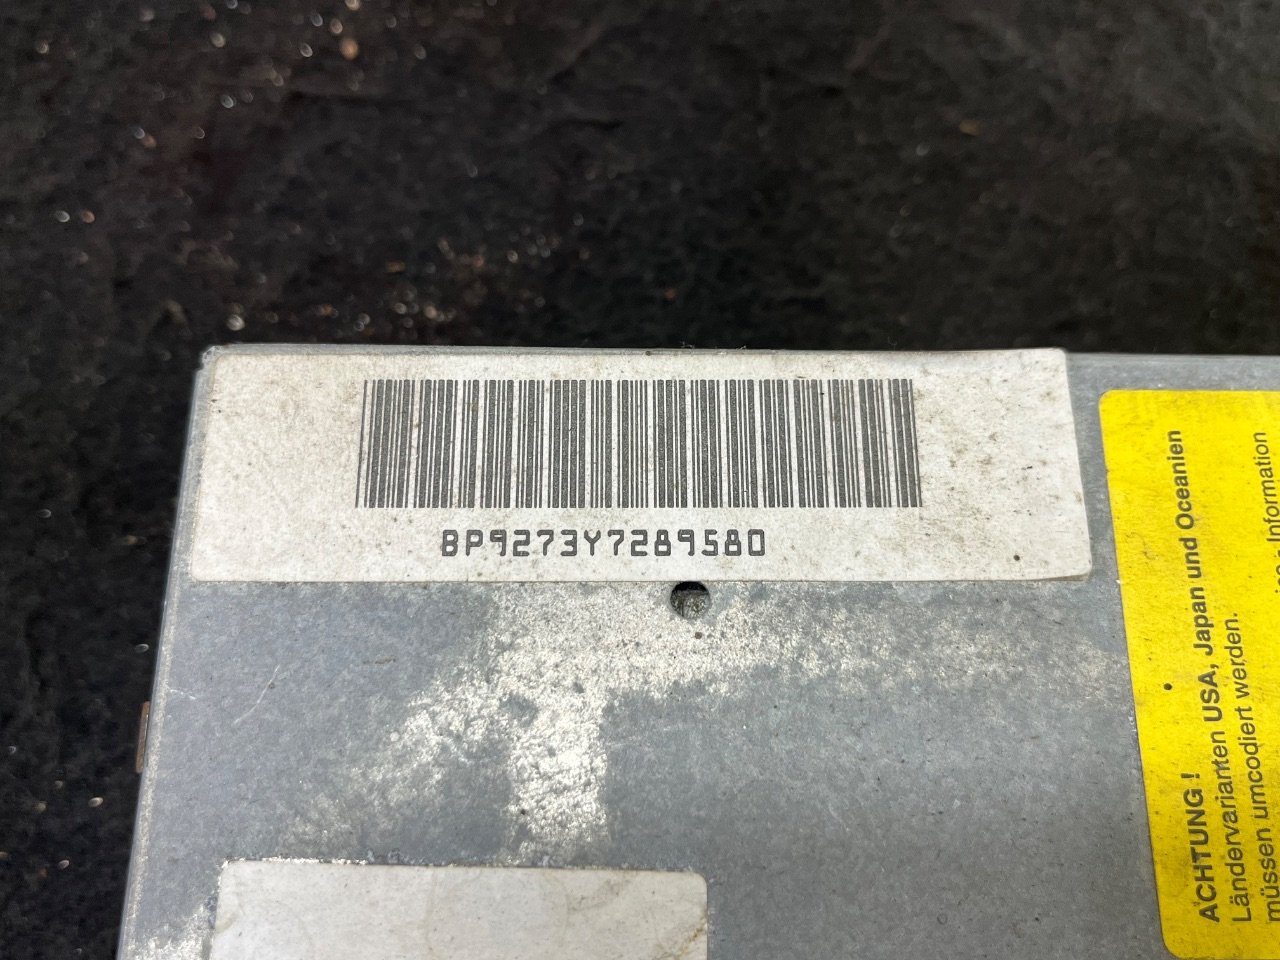 BP9273Y7289580
ACHTUNG !
Ländervarianten USA, Japan und Oceanien
müssen umcodiert werden.
Information